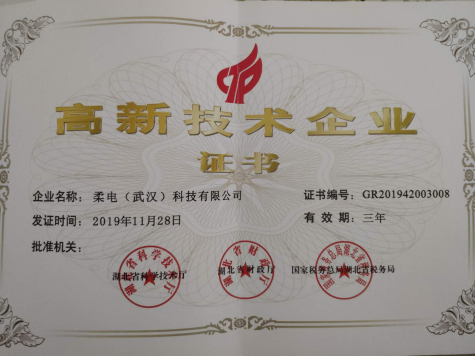 高新技术企业
证书
企业名称：柔电（武汉）科技有限公司 证书编号：GR201942003008
发证时间：2019年11月28日 有效期：三年
批准机关：
湖北省科学技术厅 湖北省财政厅 国家税务总局湖北省税务局